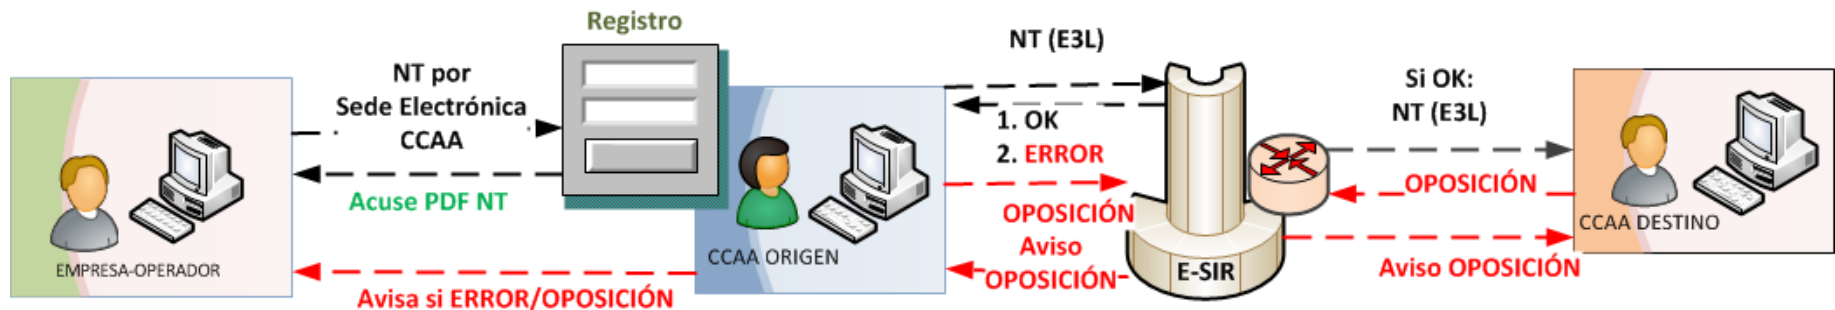 Registro
NT por
Sede Electrónica
CCAA
Acuse PDF NT
EMPRESA-OPERADOR
Avisa si ERROR/OPOSICIÓN
CCAA ORIGEN
NT (E3L)
1. OK
2. ERROR
OPOSICIÓN
Aviso
OPOSICIÓN
E-SIR
Si OK:
NT (E3L)
OPOSICIÓN
CCAA DESTINO
Aviso OPOSICIÓN